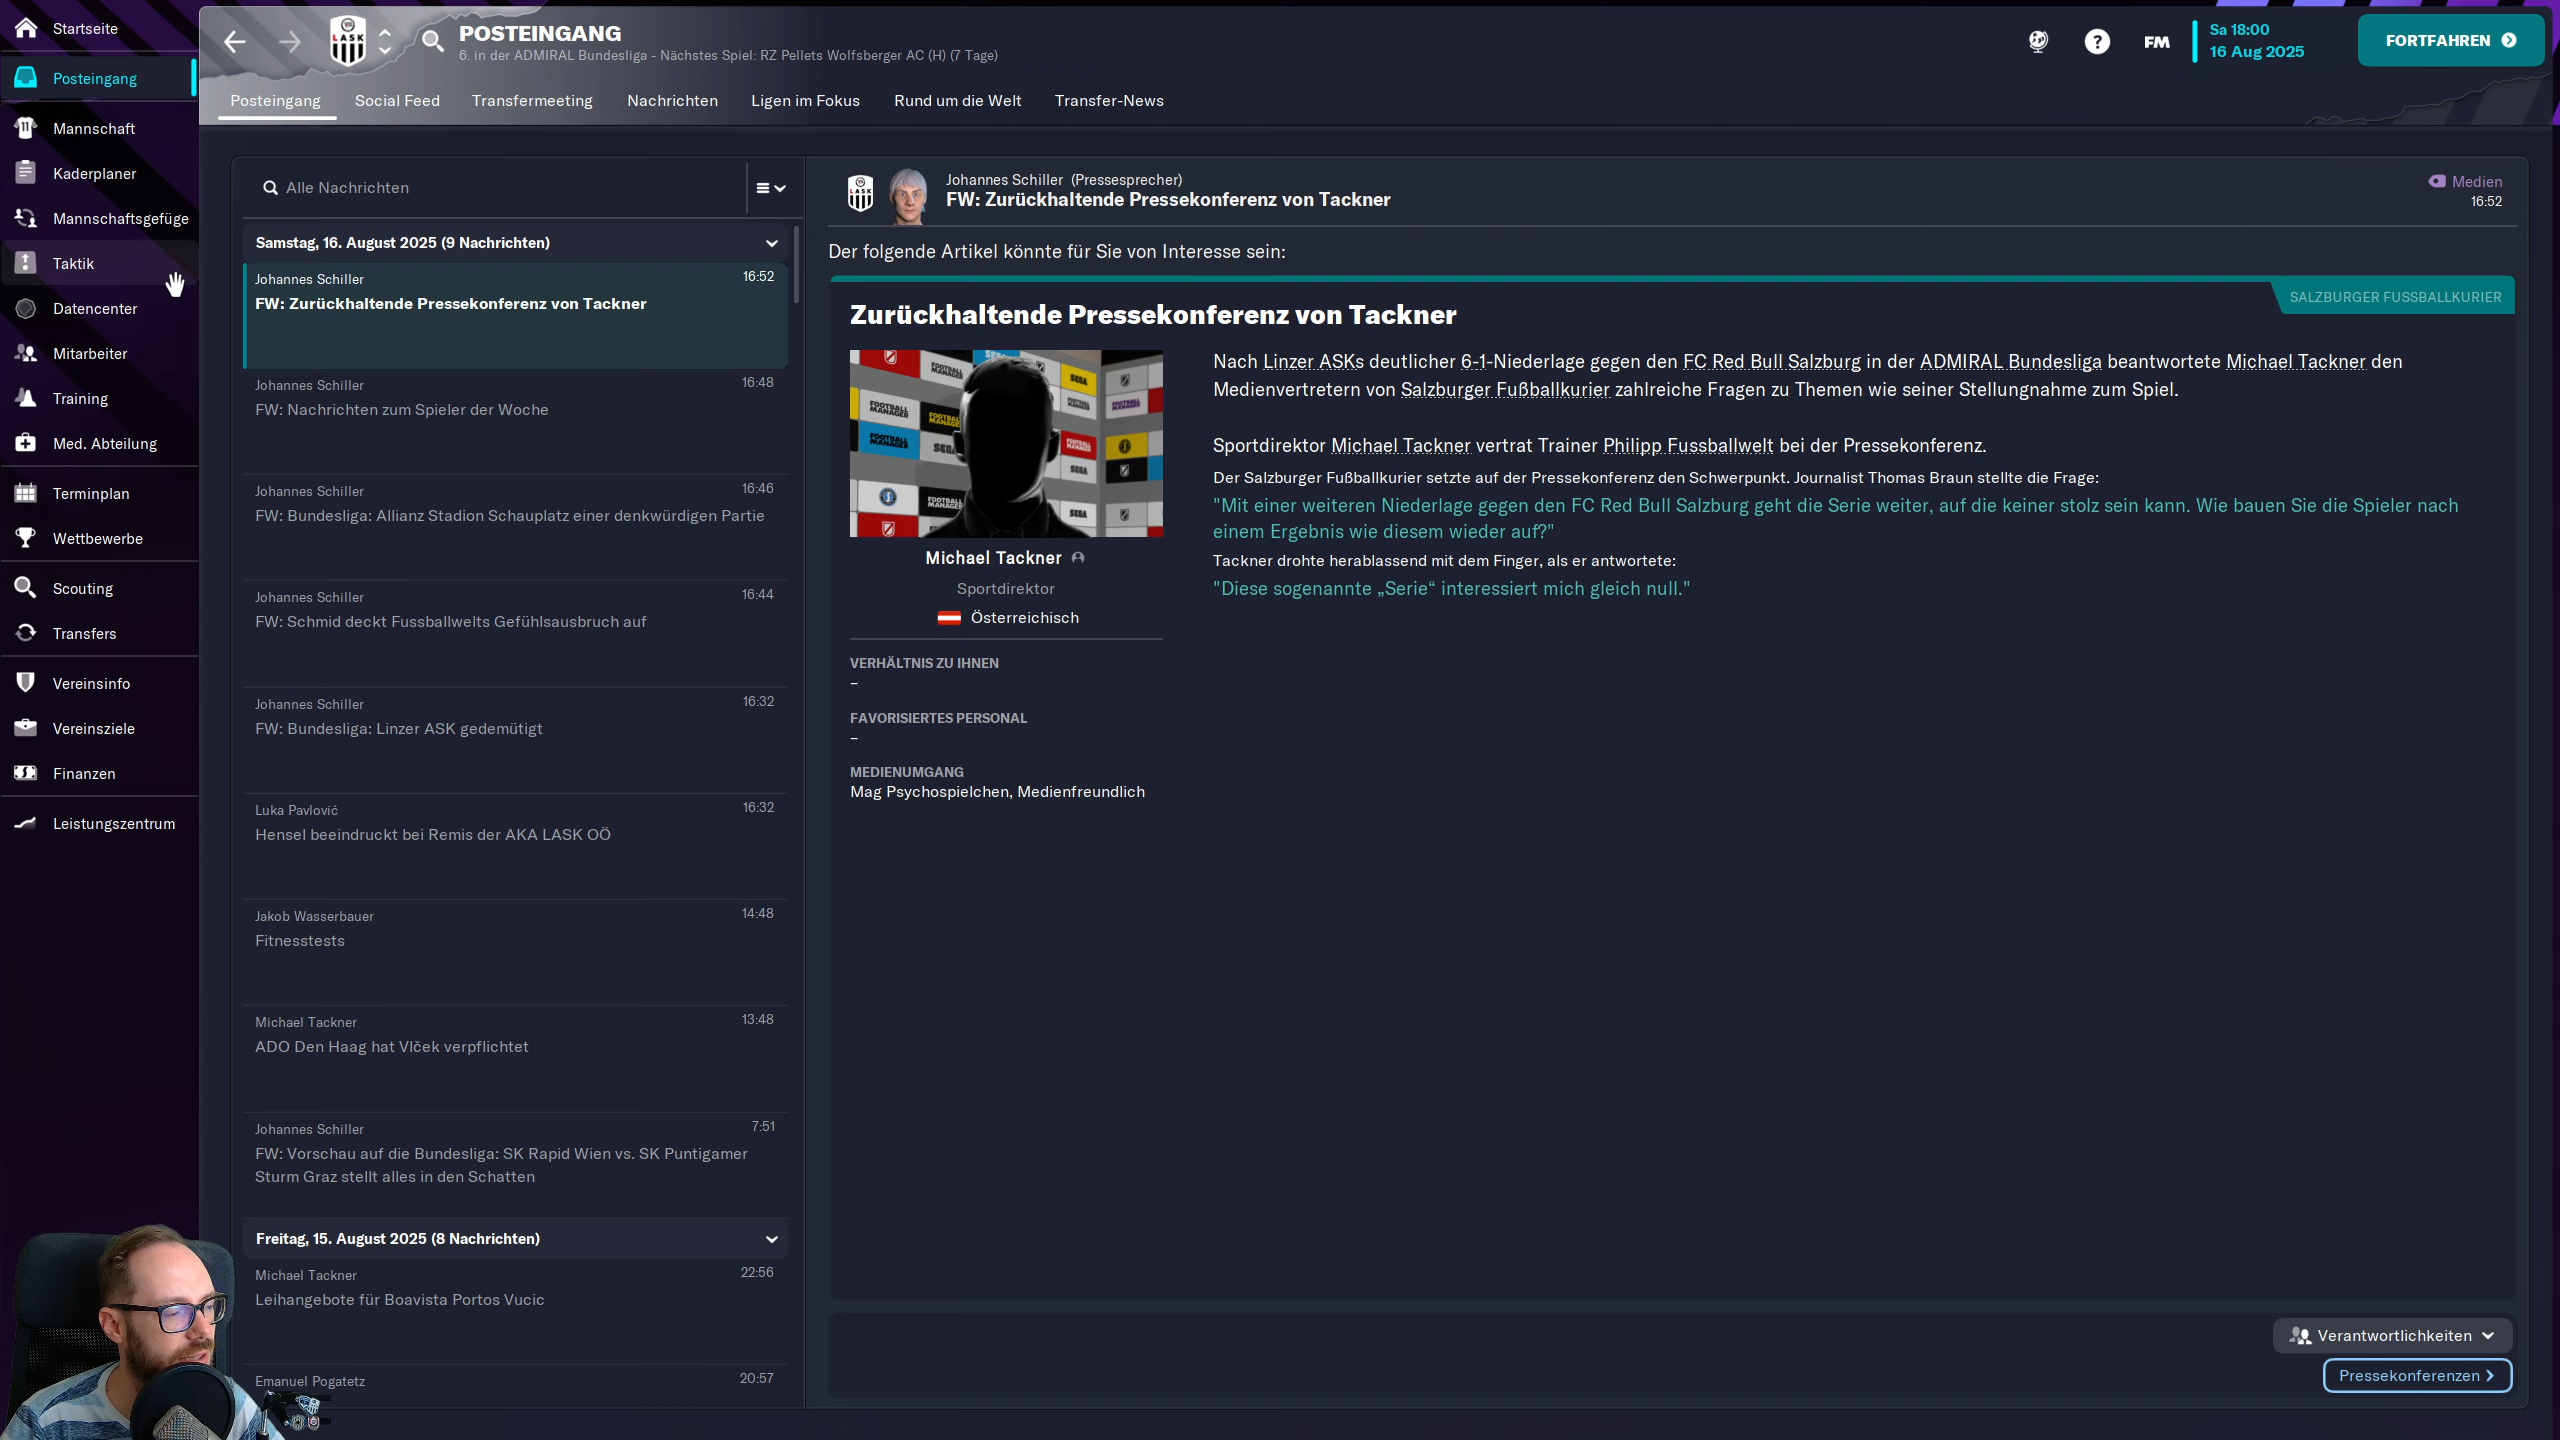 Startseite
Posteingang
Mannschaft
Kaderplaner
Mannschaftsgefüge
Taktik
Datencenter
Mitarbeiter
Training
Med. Abteilung
Terminplan
Wettbewerbe
Scouting
Transfers
Vereinsinfo
Vereinsziele
Finanzen
Leistungszentrum
LASK
POSTEINGANG
6. in der ADMIRAL Bundesliga - Nächstes Spiel: RZ Pellets Wolfsberger AC (H) (7 Tage)
?
FM
Sa 18:00
16 Aug 2025
FORTFAHREN
Posteingang
Social Feed
Transfermeeting
Nachrichten
Ligen im Fokus
Rund um die Welt
Transfer-News
Alle Nachrichten
Samstag, 16. August 2025 (9 Nachrichten)
Johannes Schiller
16:52
FW: Zurückhaltende Pressekonferenz von Tackner
Johannes Schiller
16:48
FW: Nachrichten zum Spieler der Woche
Johannes Schiller
16:46
FW: Bundesliga: Allianz Stadion Schauplatz einer denkwürdigen Partie
Johannes Schiller
16:44
FW: Schmid deckt Fussballwelts Gefühlsausbruch auf
Johannes Schiller
16:32
FW: Bundesliga: Linzer ASK gedemütigt
Luka Pavlović
16:32
Hensel beeindruckt bei Remis der AKA LASK OÖ
Jakob Wasserbauer
14:48
Fitnesstests
Michael Tackner
13:48
ADO Den Haag hat Vlček verpflichtet
Johannes Schiller
7:51
FW: Vorschau auf die Bundesliga: SK Rapid Wien vs. SK Puntigamer
Sturm Graz stellt alles in den Schatten
Freitag, 15. August 2025 (8 Nachrichten)
Michael Tackner
22:56
Leihangebote für Boavista Portos Vucic
Emanuel Pogatetz
20:57
Johannes Schiller (Pressesprecher)
FW: Zurückhaltende Pressekonferenz von Tackner
Medien
16:52
Der folgende Artikel könnte für Sie von Interesse sein:
SALZBURGER FUSSBALLKURIER
Zurückhaltende Pressekonferenz von Tackner
Michael Tackner
Sportdirektor
Österreichisch
VERHÄLTNIS ZU IHNEN
–
FAVORISIERTES PERSONAL
–
MEDIENUMGANG
Mag Psychospielchen, Medienfreundlich
Nach Linzer ASKs deutlicher 6-1-Niederlage gegen den FC Red Bull Salzburg in der ADMIRAL Bundesliga beantwortete Michael Tackner den
Medienvertretern von Salzburger Fußballkurier zahlreiche Fragen zu Themen wie seiner Stellungnahme zum Spiel.
Sportdirektor Michael Tackner vertrat Trainer Philipp Fussballwelt bei der Pressekonferenz.
Der Salzburger Fußballkurier setzte auf der Pressekonferenz den Schwerpunkt. Journalist Thomas Braun stellte die Frage:
"Mit einer weiteren Niederlage gegen den FC Red Bull Salzburg geht die Serie weiter, auf die keiner stolz sein kann. Wie bauen Sie die Spieler nach
einem Ergebnis wie diesem wieder auf?"
Tackner drohte herablassend mit dem Finger, als er antwortete:
"Diese sogenannte „Serie“ interessiert mich gleich null."
Verantwortlichkeiten
Pressekonferenzen